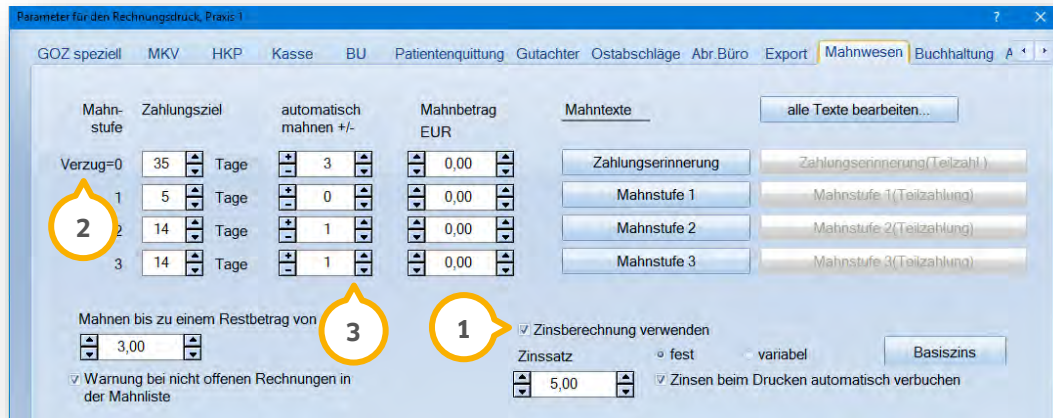 Parameter für den Rechnungsdruck, Praxis 1 ?
GOZ speziell MKV HKP Kasse BU Patientenquittung Gutachter Ostabschläge Abr.Büro Export Mahnwesen Buchhaltung A
Mahn- Zahlungsziel automatisch Mahnbetrag Mahntexte alle Texte bearbeiten...
stufe mahnen +/- EUR
Verzug=0 35 Tage 3 0,00 Zahlungserinnerung Zahlungserinnerung(Teilzahl.)
1 5 Tage 0 0,00 Mahnstufe 1 Mahnstufe 1(Teilzahlung)
2 2 14 Tage 1 0,00 Mahnstufe 2 Mahnstufe 2(Teilzahlung)
3 14 Tage 1 0,00 Mahnstufe 3 Mahnstufe 3(Teilzahlung)
Mahnen bis zu einem Restbetrag von 3 1 Zinsberechnung verwenden
3,00 Zinssatz fest variabel Basiszins
Warnung bei nicht offenen Rechnungen in 5,00 Zinsen beim Drucken automatisch verbuchen
der Mahnliste